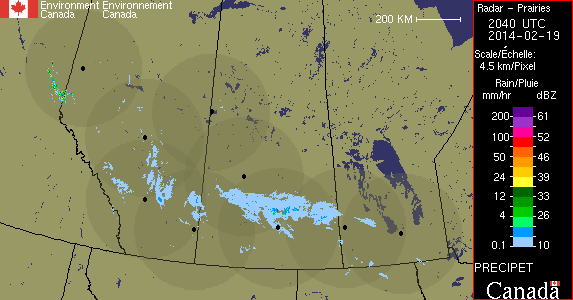 Environment Environnement
Canada Canada
200 KM
Radar - Prairies
2040 UTC
2014-02-19
Scale/Échelle:
4.5 km/Pixel
Rain/Pluie
mm/hr dBZ
200 61
100 52
50 46
24 39
12 33
4 26
0.1 10
PRECIPET
Canada